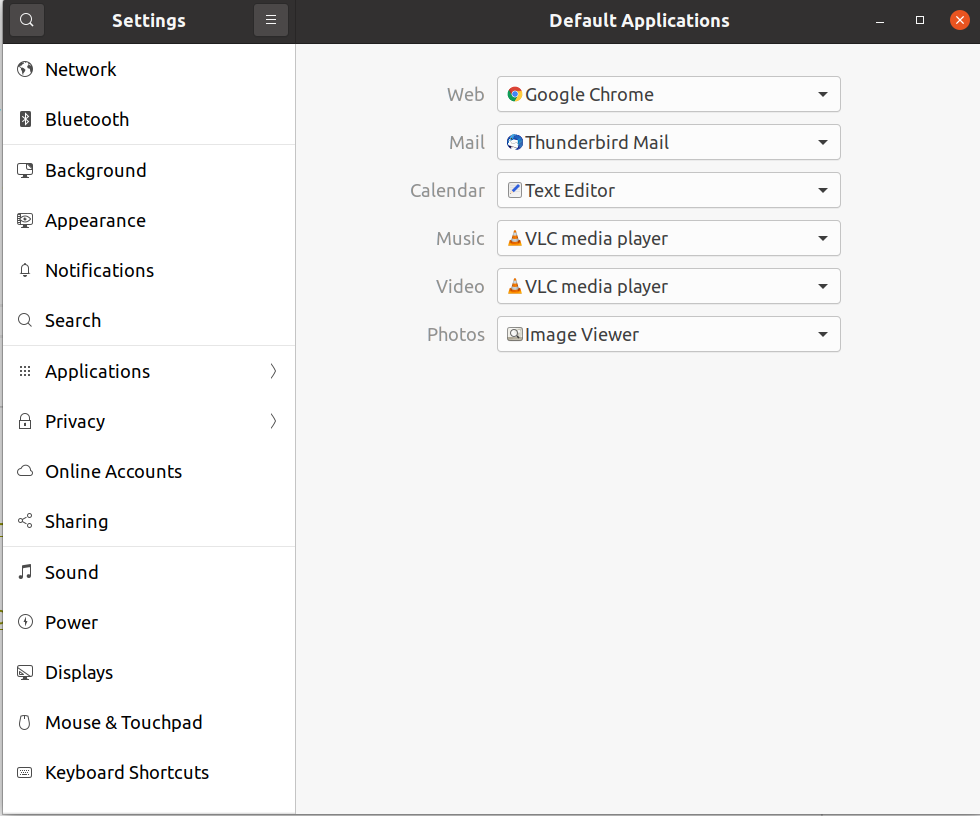 Settings
Default Applications
Network
Bluetooth
Background
Appearance
Notifications
Search
Applications
Privacy
Online Accounts
Sharing
Sound
Power
Displays
Mouse & Touchpad
Keyboard Shortcuts
Web Google Chrome
Mail Thunderbird Mail
Calendar Text Editor
Music VLC media player
Video VLC media player
Photos Image Viewer